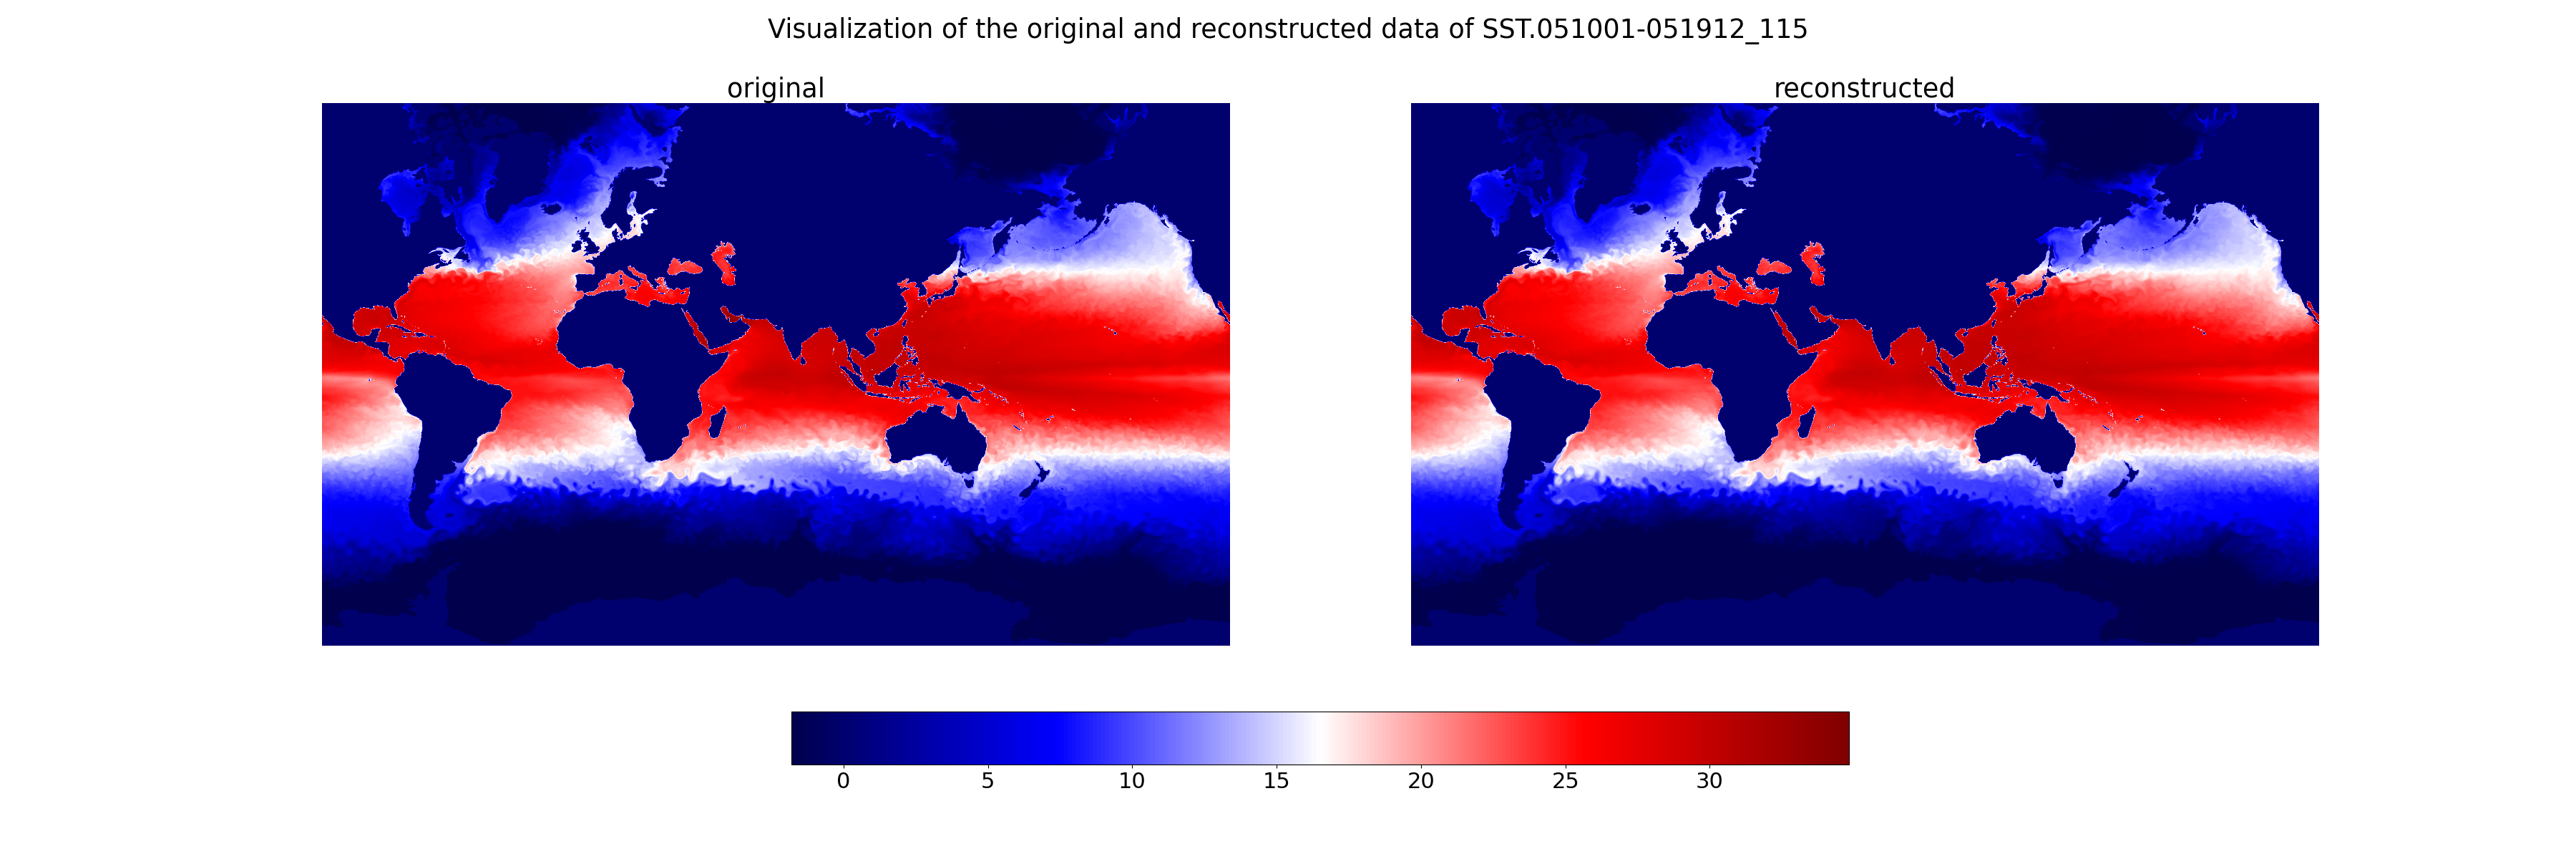 Visualization of the original and reconstructed data of SST.051001-051912_115
original
reconstructed
0 5 10 15 20 25 30